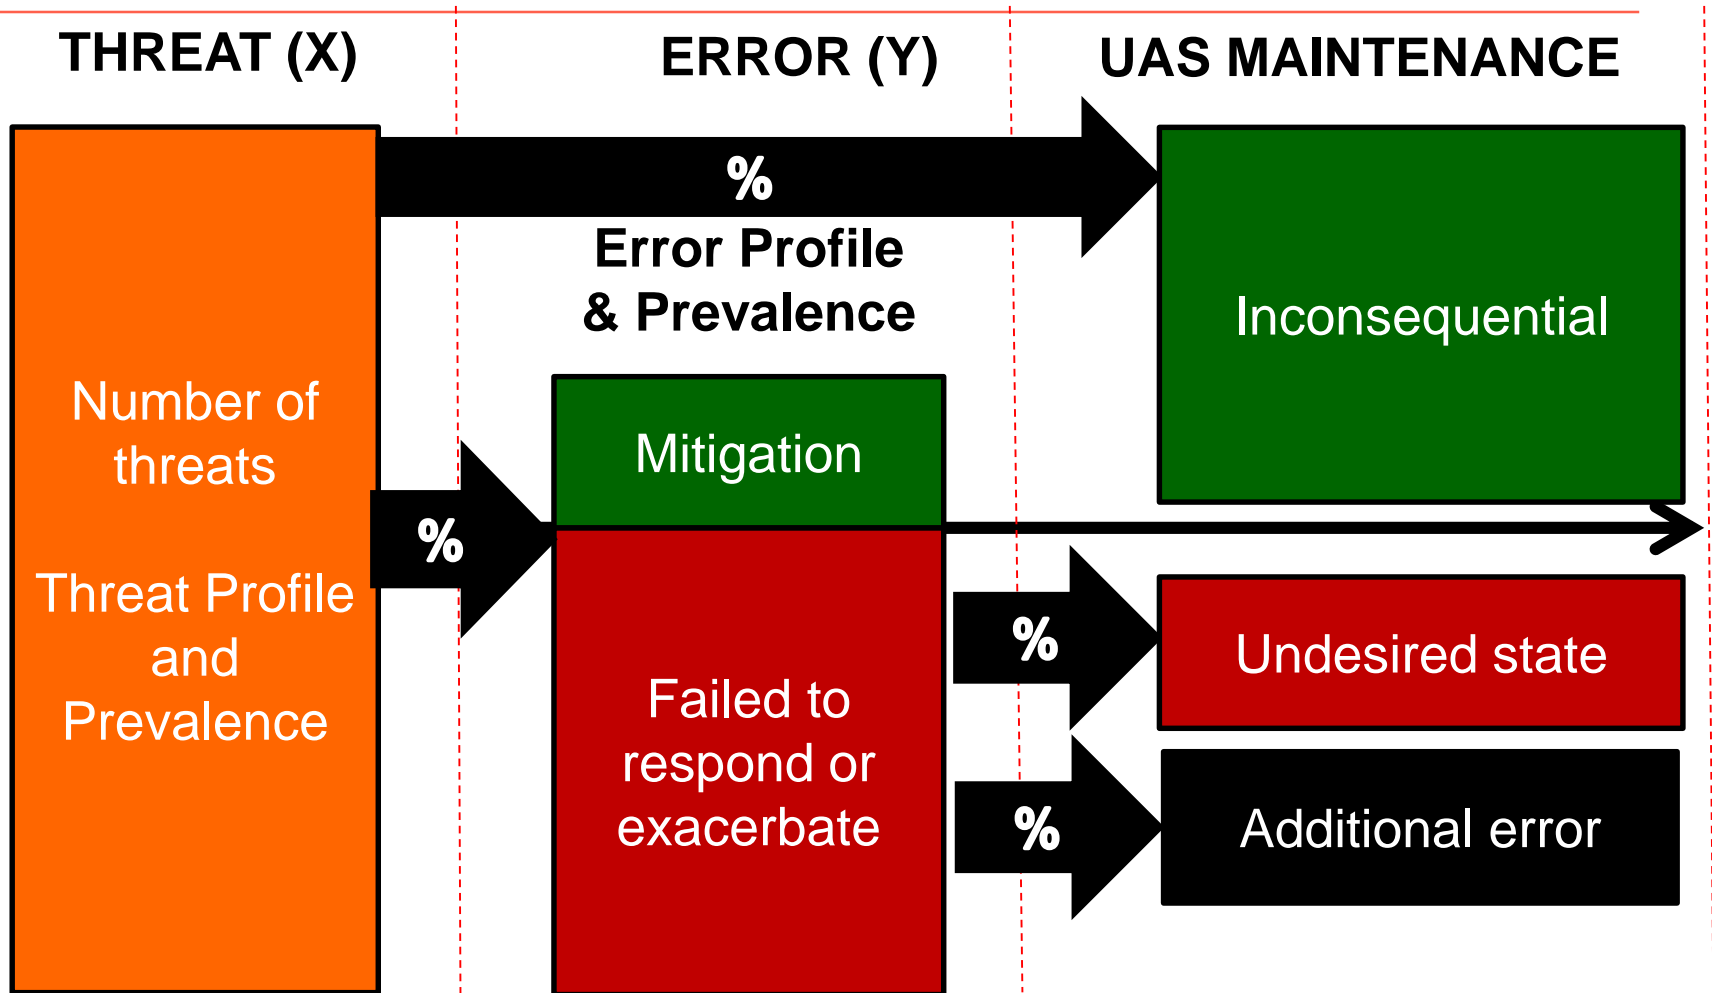 THREAT (X)
ERROR (Y)
UAS MAINTENANCE
%
Error Profile
& Prevalence
Inconsequential
Number of
threats
Threat Profile
and
Prevalence
%
Mitigation
Failed to
respond or
exacerbate
%
Undesired state
%
Additional error